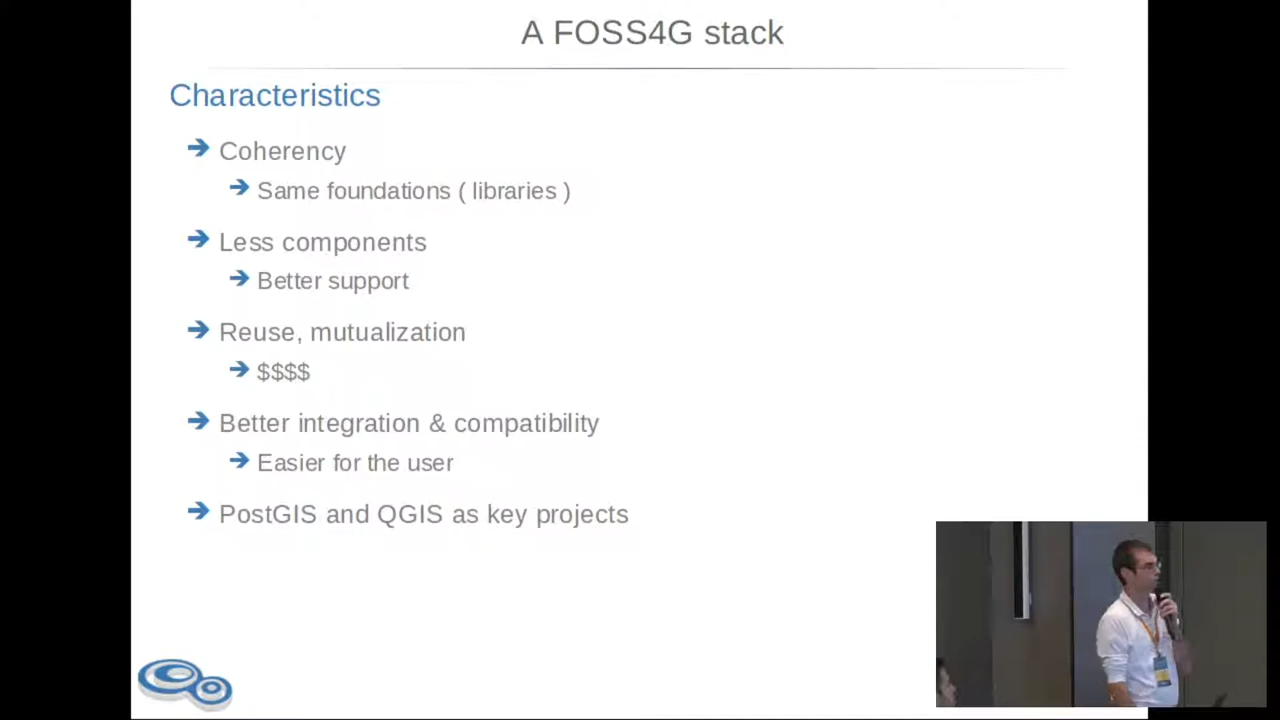 A FOSS4G stack
Characteristics
Coherency
Same foundations ( libraries )
Less components
Better support
Reuse, mutualization
$$$$
Better integration & compatibility
Easier for the user
PostGIS and QGIS as key projects